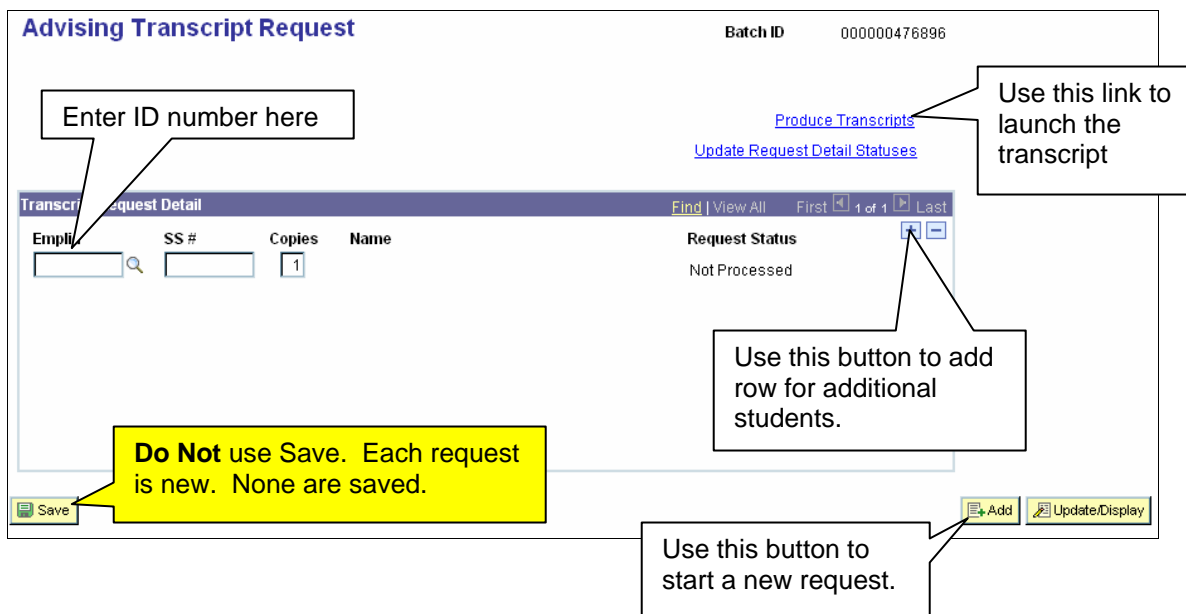 Advising Transcript Request
Batch ID 000000476896
Enter ID number here
Use this link to
launch the
transcript
Produce Transcripts
Update Request Detail Statuses
Request Detail
Find | View All First 1 of 1 Last
SS # Copies Name Request Status
1 Not Processed
Use this button to add
row for additional
students.
Do Not use Save. Each request
is new. None are saved.
Save
Add Update/Display
Use this button to
start a new request.